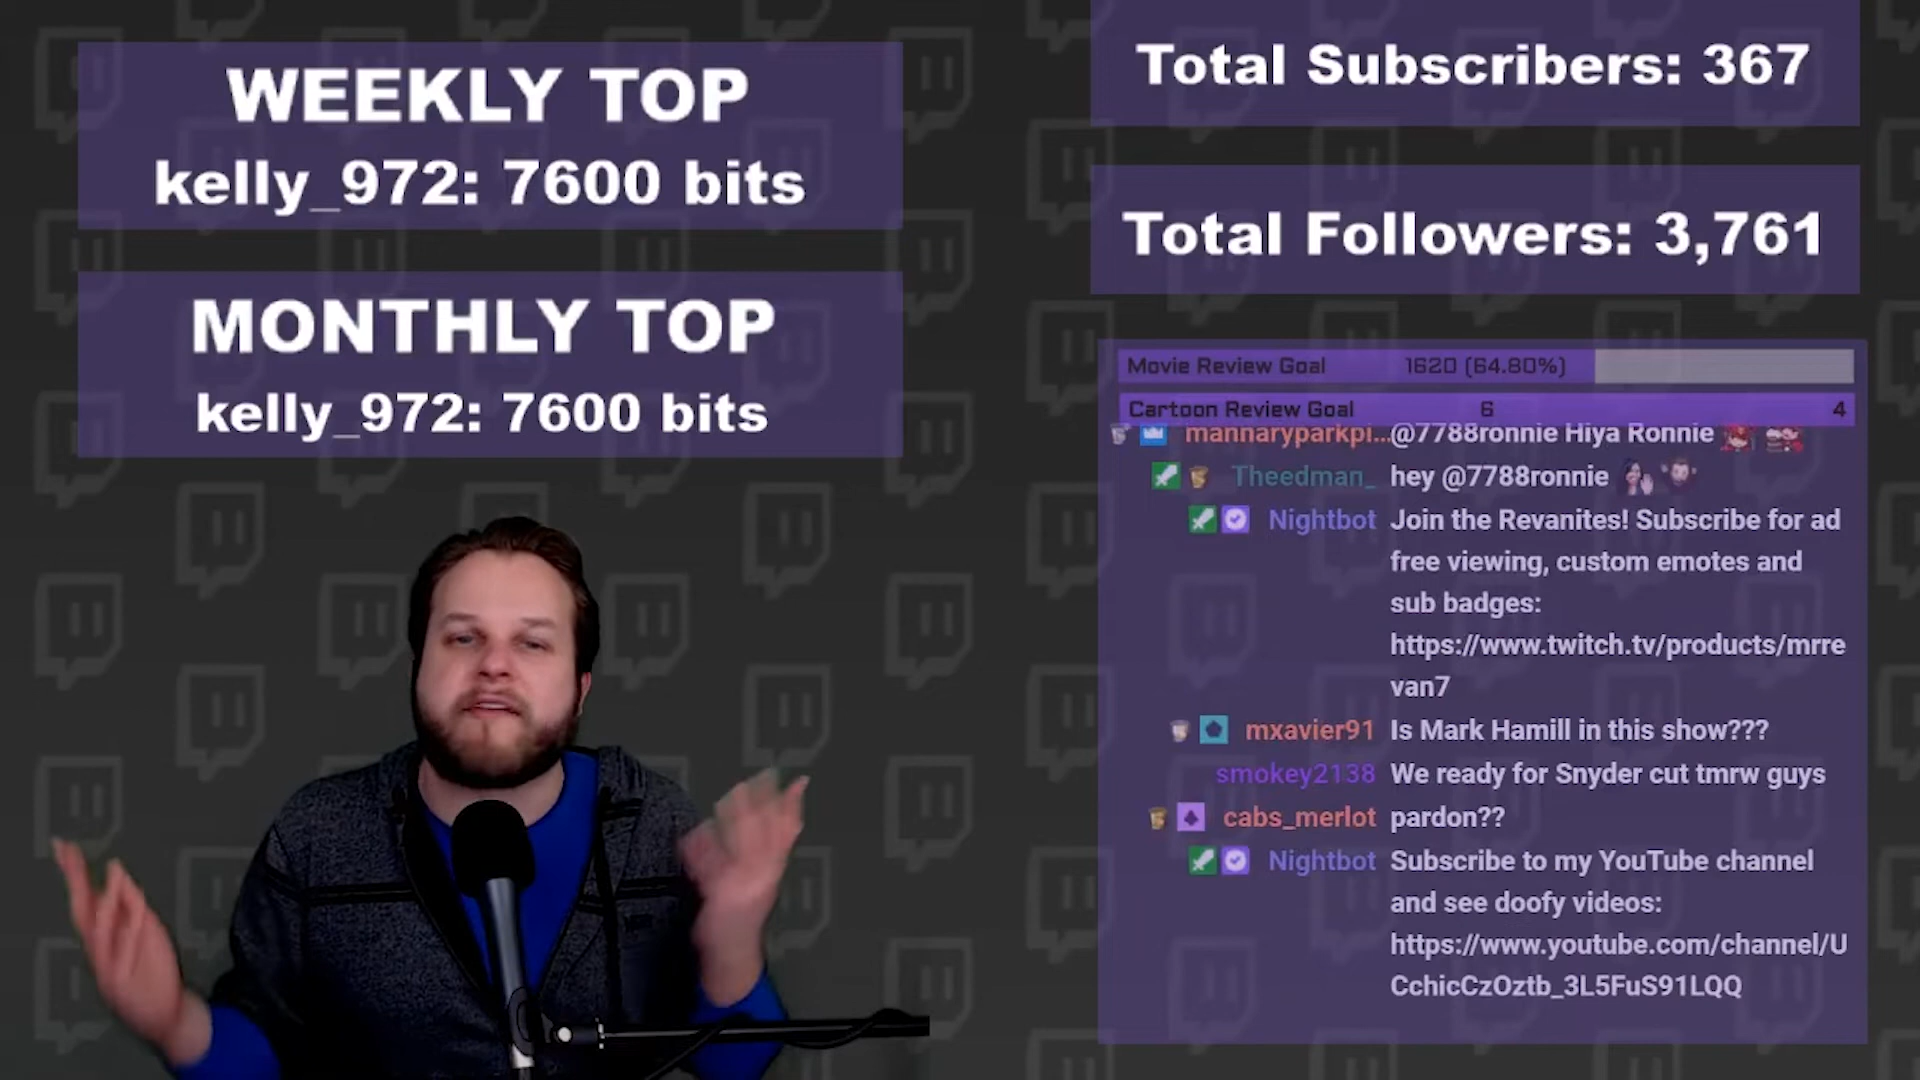 WEEKLY TOP
kelly_972: 7600 bits
MONTHLY TOP
kelly_972: 7600 bits
Total Subscribers: 367
Total Followers: 3,761
Movie Review Goal 1620 (64.80%)
Cartoon Review Goal 6 4
mannaryparkpi... @7788ronnie Hiya Ronnie
Theedman_ hey @7788ronnie
Nightbot Join the Revanites! Subscribe for ad
free viewing, custom emotes and
sub badges:
https://www.twitch.tv/products/mrre
van7
mxavier91 Is Mark Hamill in this show???
smokey2138 We ready for Snyder cut tmrw guys
cabs_merlot pardon??
Nightbot Subscribe to my YouTube channel
and see doofy videos:
https://www.youtube.com/channel/U
CchicCzOztb_3L5FuS91LQQ